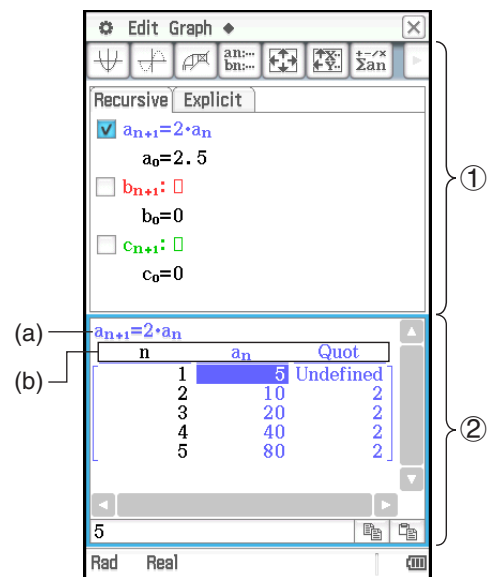 Edit Graph ◆
an:⋯ bn:⋯ X⋯ Y⋯ +−/× Σan
Recursive Explicit
aₙ₊₁=2·aₙ
a₀=2.5
bₙ₊₁:□
b₀=0
cₙ₊₁:□
c₀=0
①
(a) aₙ₊₁=2·aₙ
(b) n aₙ Quot
1 5 Undefined
2 10 2
3 20 2
4 40 2
5 80 2
②
5
Rad Real